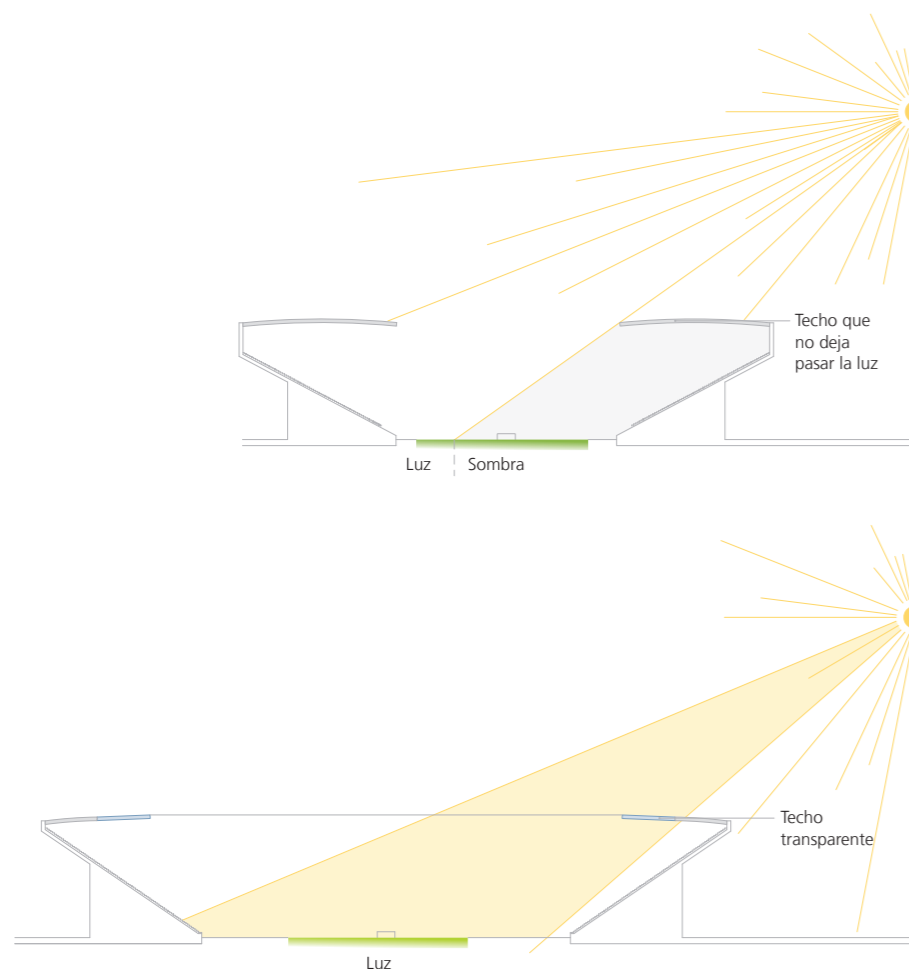 Techo que
no deja
pasar la luz
Luz
Sombra
Techo
transparente
Luz